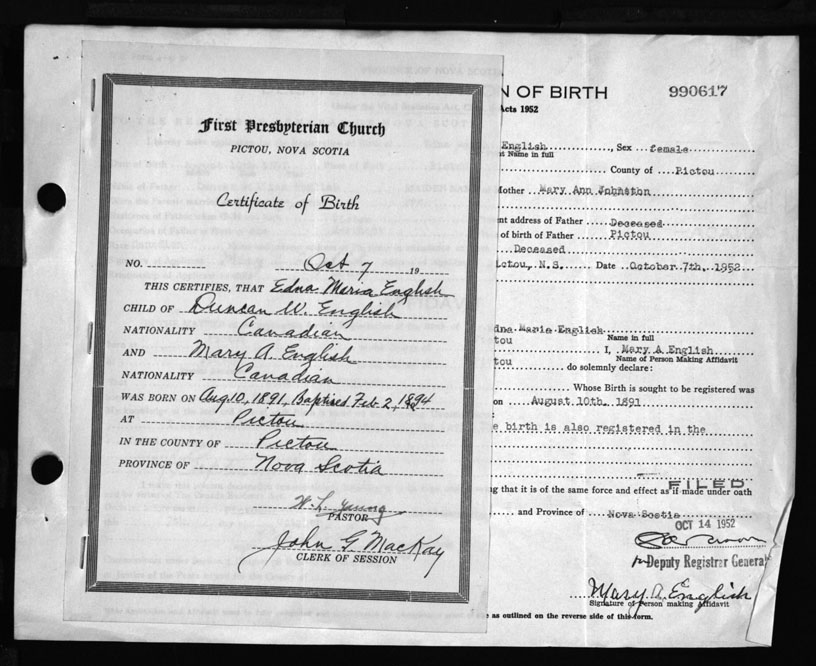 First Presbyterian Church
PICTOU, NOVA SCOTIA
Certificate of Birth
NO. Oct 7 19
THIS CERTIFIES, THAT Edna Maria English
CHILD OF Duncan W. English
NATIONALITY Canadian
AND Mary A. English
NATIONALITY Canadian
WAS BORN ON Aug 10, 1891, Baptised Feb 2, 1894
AT Pictou
IN THE COUNTY OF Pictou
PROVINCE OF Nova Scotia
W. L. Young
PASTOR
John G MacKay
CLERK OF SESSION
N OF BIRTH 990617
Acts 1952
English, Sex female
t Name in full
County of Pictou
Mother Mary Ann Johnston
nt address of Father Deceased
of birth of Father Pictou
Deceased
ictou, N.S. Date October 7th, 1952
dna Maria English
Name in full
tou I, Mary A English
Name of Person Making Affidavit
tou do solemnly declare:
Whose Birth is sought to be registered was
on August 10th, 1891
e birth is also registered in the
FILED
ng that it is of the same force and effect as if made under oath
and Province of Nova Scotia
OCT 14 1952
Deputy Registrar General
Mary A. English
Signature of Person making Affidavit
e as outlined on the reverse side of this form.